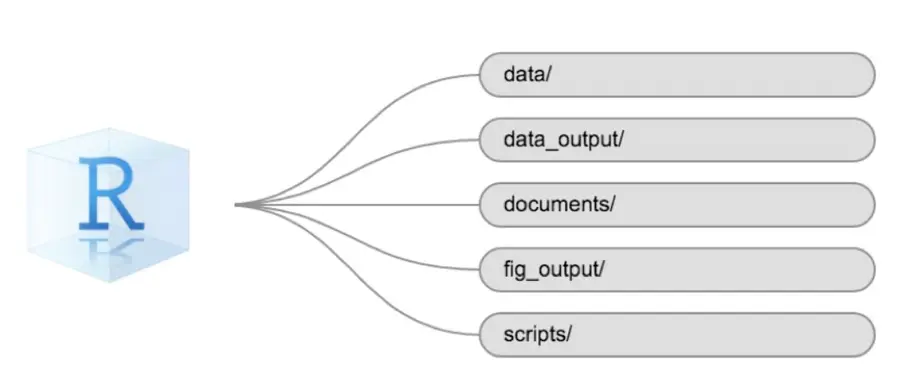 R
data/
data_output/
documents/
fig_output/
scripts/